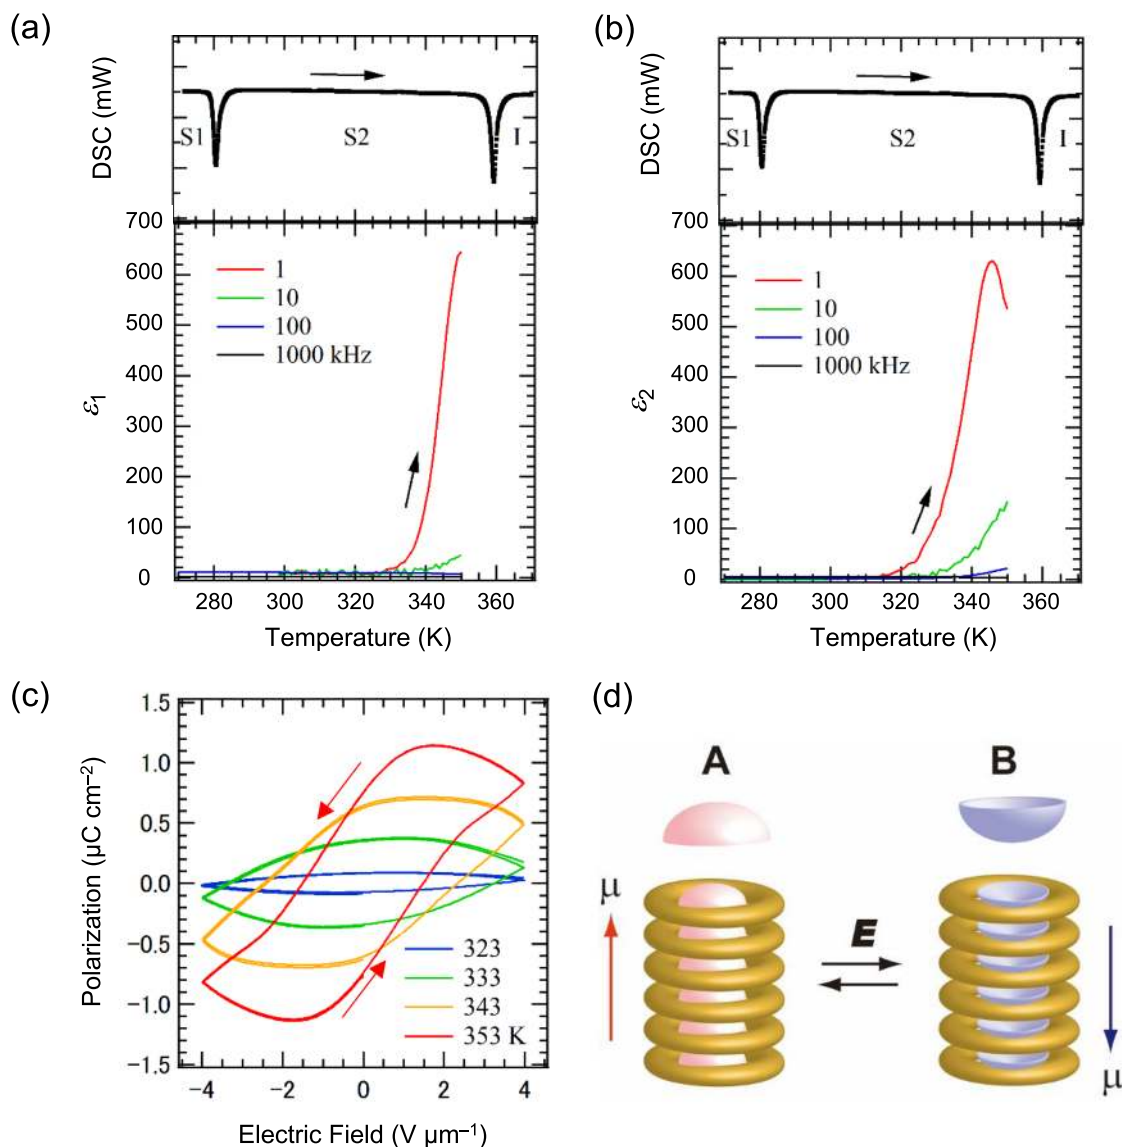 (a)
DSC (mW)
S1
S2
I
700
600
500
400
300
200
100
0
ε1
1
10
100
1000 kHz
280
300
320
340
360
Temperature (K)
(b)
DSC (mW)
S1
S2
I
700
600
500
400
300
200
100
0
ε2
1
10
100
1000 kHz
280
300
320
340
360
Temperature (K)
(c)
1.5
1.0
0.5
0.0
−0.5
−1.0
−1.5
Polarization (μC cm−2)
323
333
343
353 K
−4
−2
0
2
4
Electric Field (V μm−1)
(d)
A
B
μ
E
μ